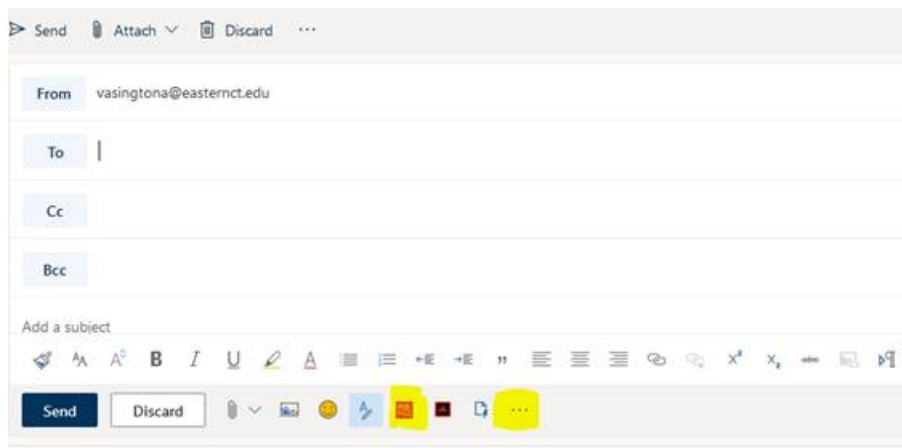 Send Attach Discard ...
From vasingtona@easternct.edu
To
Cc
Bcc
Add a subject
B I U A
Send Discard ...